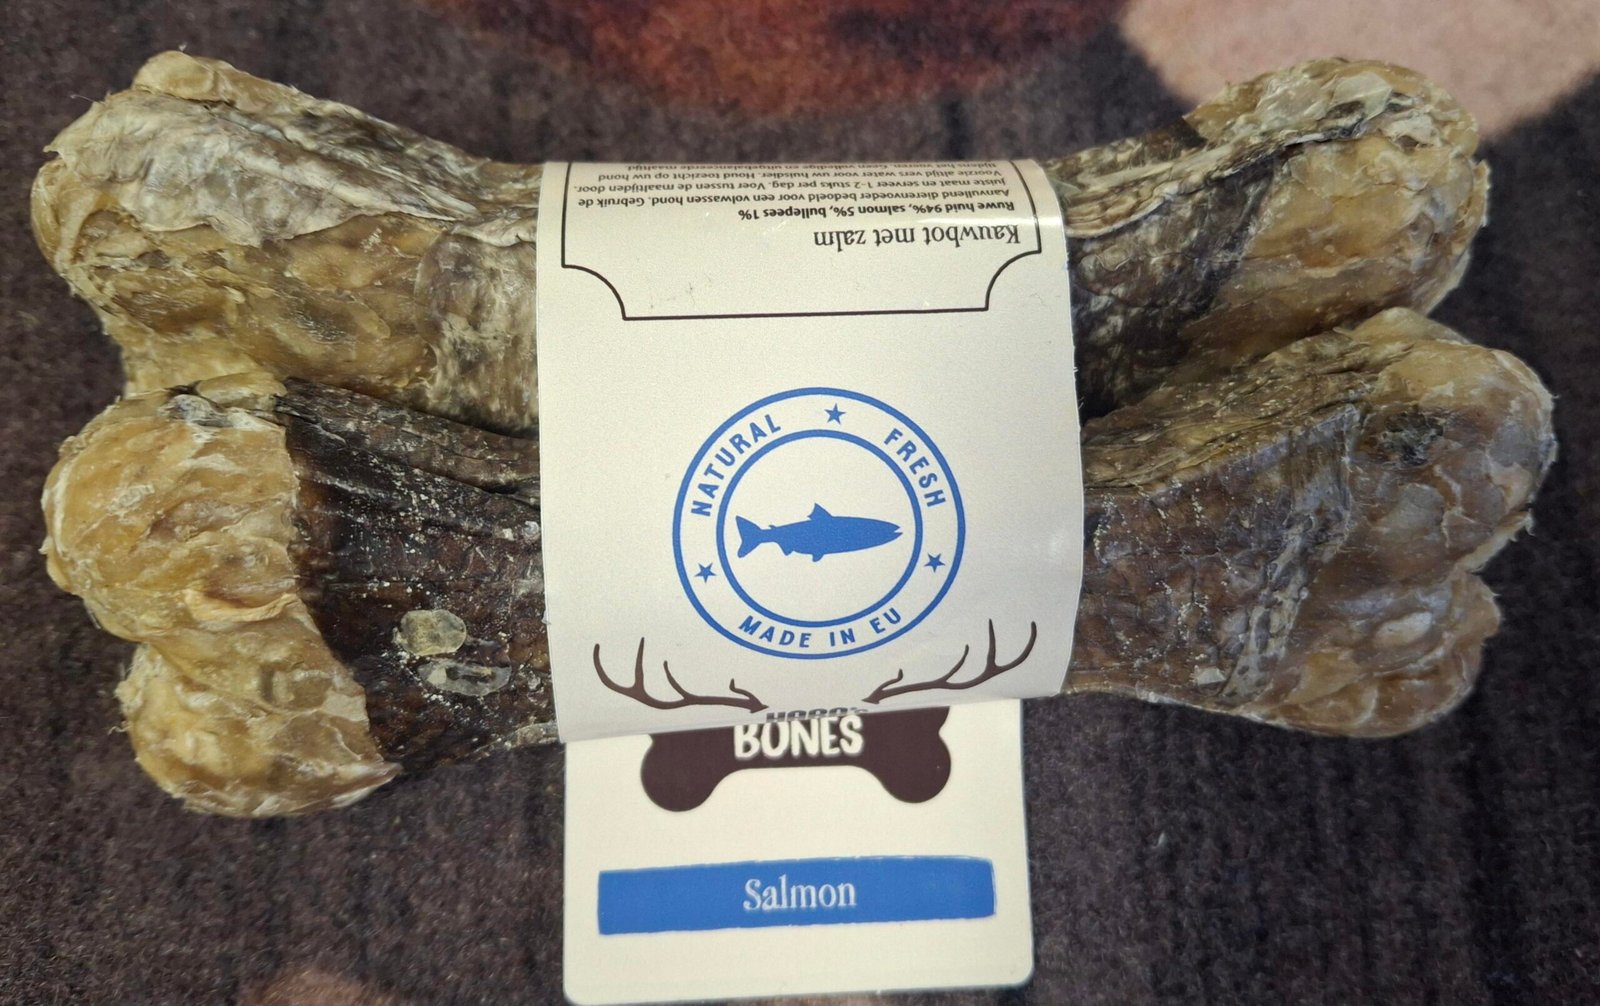 Kauwbot met zalm
Ruwe huid 94%, salmon 5%, bullepees 1%
Aanvullend dierenvoeder bedoeld voor een volwassen hond. Gebruik de
juiste maat en serveer 1-2 stuks per dag. Voer tussen de maaltijden door.
Voorzie altijd vers water voor uw huisdier. Houd toezicht op uw hond
tijdens het voeren. Geen volledige en uitgebalanceerde maaltijd
NATURAL FRESH
MADE IN EU
BONES
Salmon